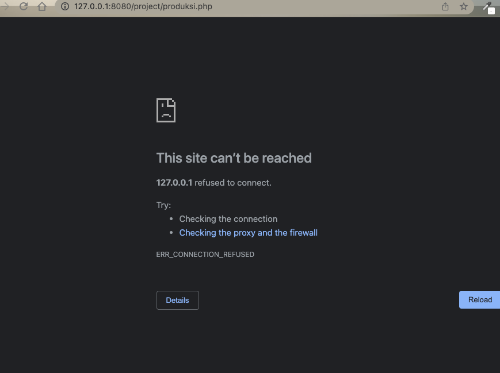 127.0.0.1:8080/project/produksi.php
This site can't be reached
127.0.0.1 refused to connect.
Try:
• Checking the connection
• Checking the proxy and the firewall
ERR_CONNECTION_REFUSED
Details
Reload